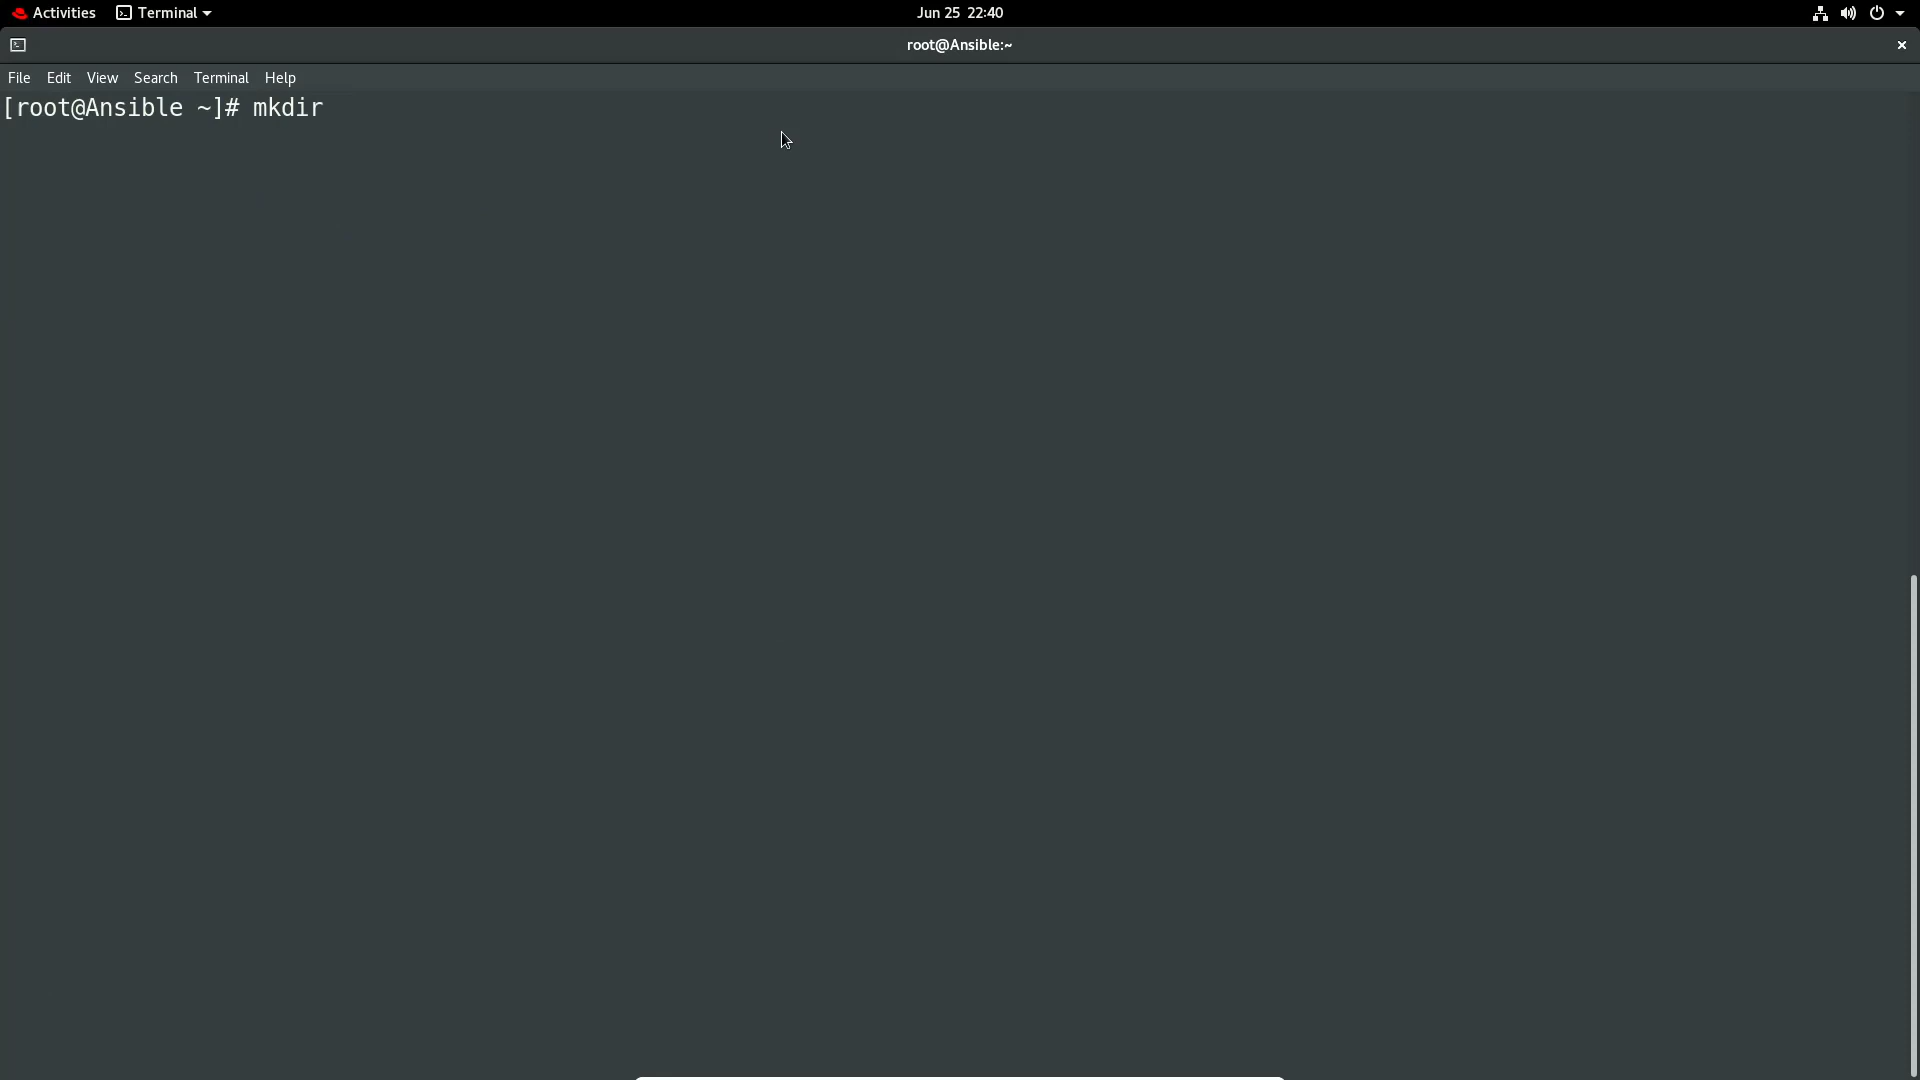 Activities Terminal Jun 25 22:40
root@Ansible:~
File Edit View Search Terminal Help
[root@Ansible ~]# mkdir